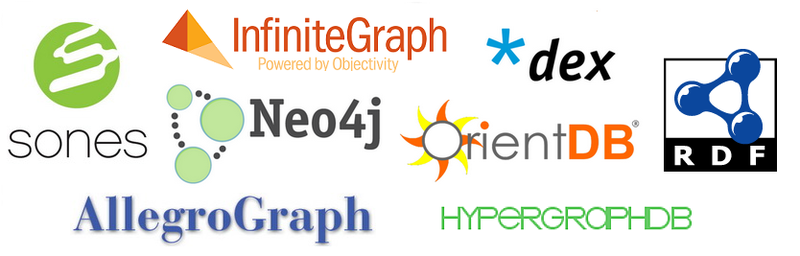 sones
InfiniteGraph
Powered by Objectivity
*dex
Neo4j
OrientDB®
RDF
AllegroGraph
HYPERGRAPHDB